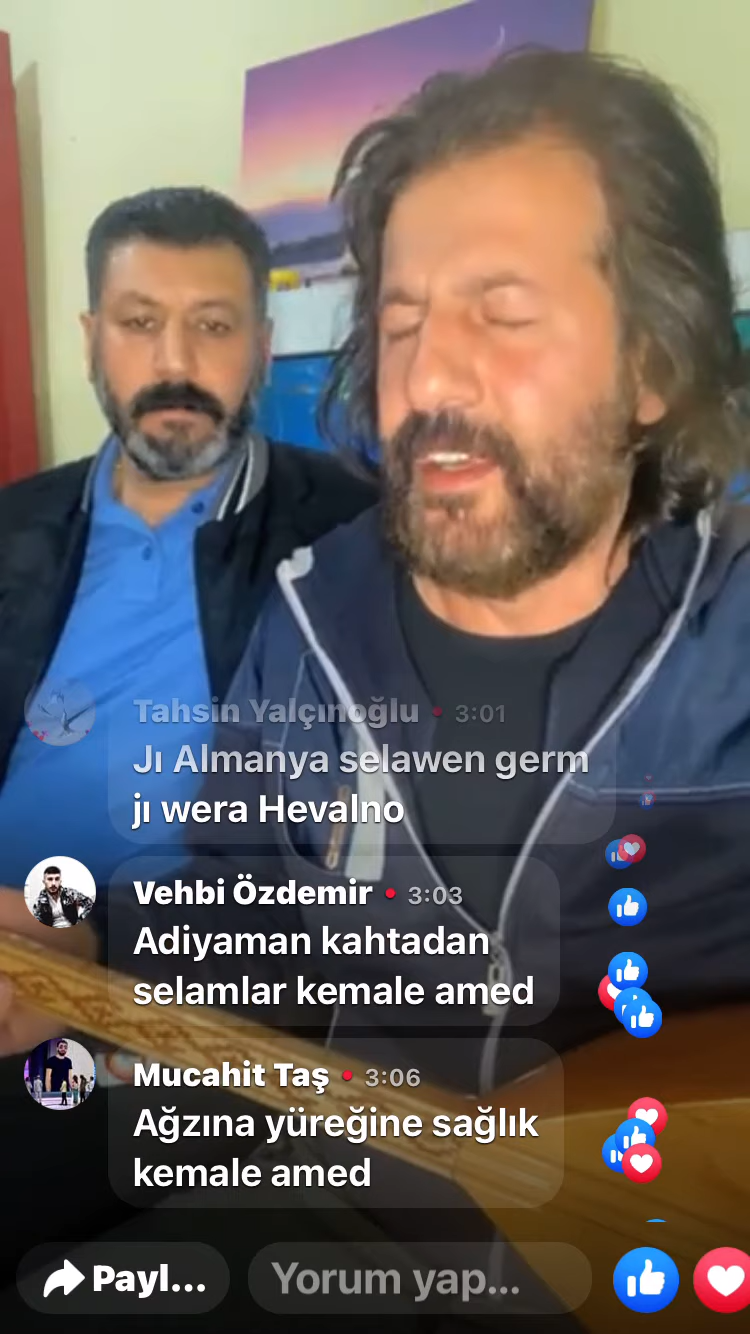 Tahsin Yalçınoğlu • 3:01
Jı Almanya selawen germ
jı wera Hevalno
Vehbi Özdemir • 3:03
Adiyaman kahtadan
selamlar kemale amed
Mucahit Taş • 3:06
Ağzına yüreğine sağlık
kemale amed
Payl...
Yorum yap...